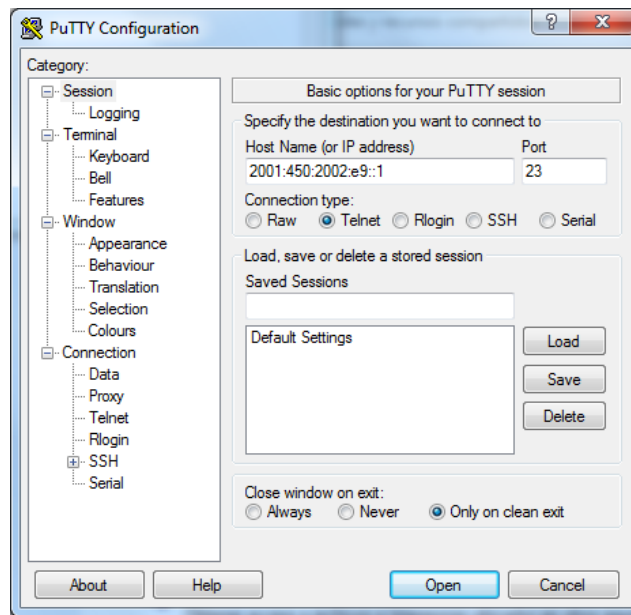 PuTTY Configuration
Category:
Session
Logging
Terminal
Keyboard
Bell
Features
Window
Appearance
Behaviour
Translation
Selection
Colours
Connection
Data
Proxy
Telnet
Rlogin
SSH
Serial
Basic options for your PuTTY session
Specify the destination you want to connect to
Host Name (or IP address) Port
2001:450:2002:e9::1 23
Connection type:
Raw Telnet Rlogin SSH Serial
Load, save or delete a stored session
Saved Sessions
Default Settings
Load
Save
Delete
Close window on exit:
Always Never Only on clean exit
About Help Open Cancel